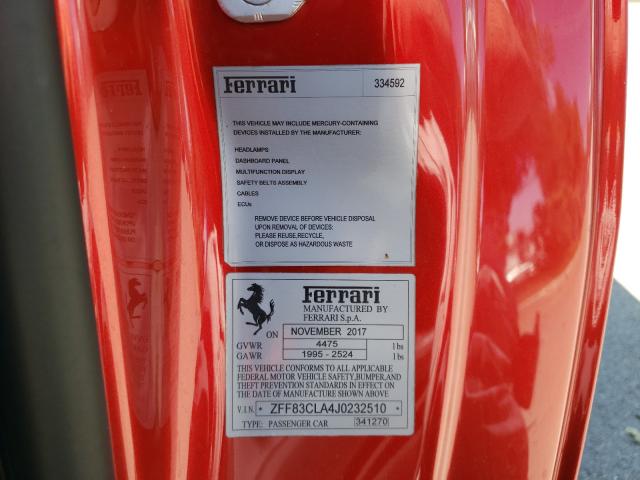 Ferrari
334592
THIS VEHICLE MAY INCLUDE MERCURY-CONTAINING
DEVICES INSTALLED BY THE MANUFACTURER:
HEADLAMPS
DASHBOARD PANEL
MULTIFUNCTION DISPLAY
SAFETY BELTS ASSEMBLY
CABLES
ECUs
REMOVE DEVICE BEFORE VEHICLE DISPOSAL
UPON REMOVAL OF DEVICES:
PLEASE REUSE,RECYCLE,
OR DISPOSE AS HAZARDOUS WASTE
Ferrari
MANUFACTURED BY
FERRARI S.p.A.
ON NOVEMBER 2017
GVWR 4475 lbs
GAWR 1995 - 2524 lbs
THIS VEHICLE CONFORMS TO ALL APPLICABLE
FEDERAL MOTOR VEHICLE SAFETY, BUMPER, AND
THEFT PREVENTION STANDARDS IN EFFECT ON
THE DATE OF MANUFACTURE SHOWN ABOVE
V.I.N. * ZFF83CLA4J0232510 *
TYPE: PASSENGER CAR 341270